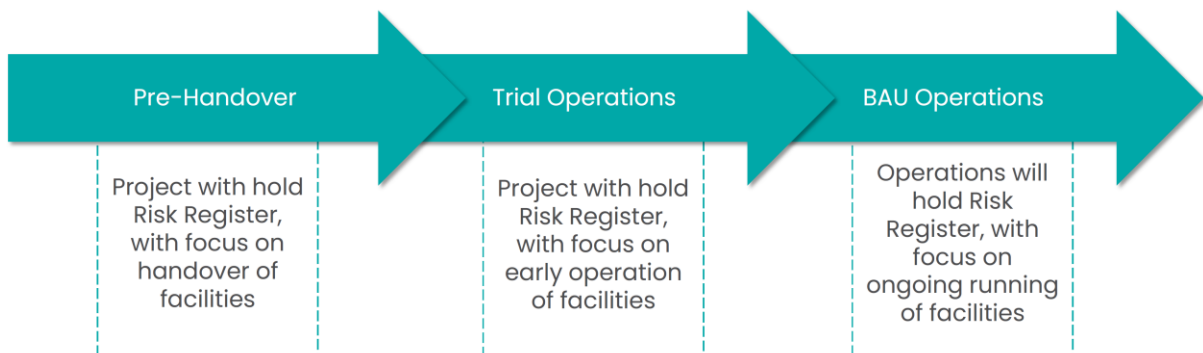 Pre-Handover
Trial Operations
BAU Operations
Project with hold
Risk Register,
with focus on
handover of
facilities
Project with hold
Risk Register,
with focus on
early operation
of facilities
Operations will
hold Risk
Register, with
focus on
ongoing running
of facilities